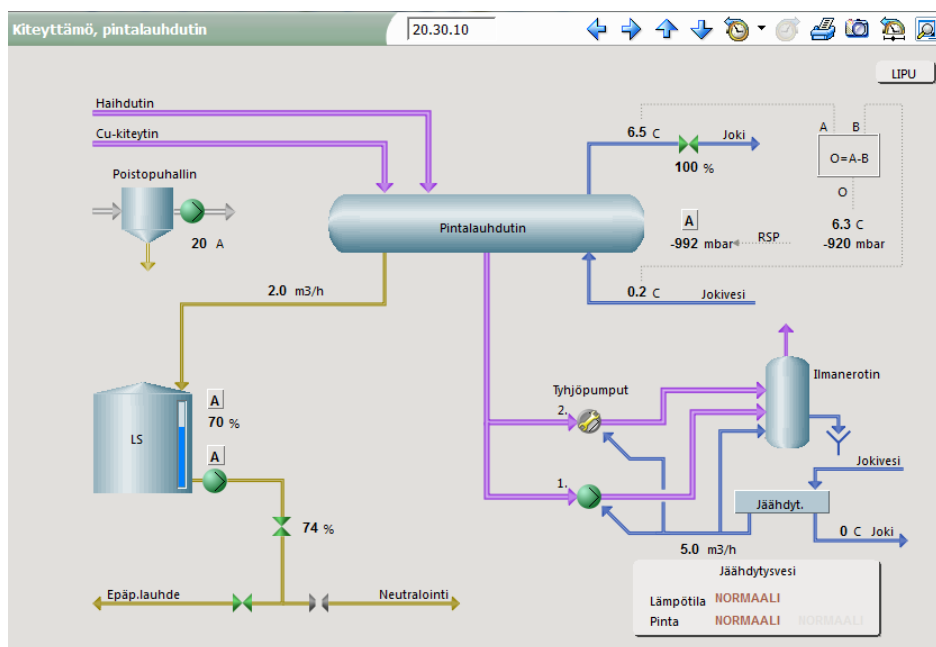 Kiteyttämö, pintalauhdutin
20.30.10
LIPU
Haihdutin
Cu-kiteytin
6.5 C
Joki
100 %
A B
O=A-B
O
6.3 C
-920 mbar
Poistopuhallin
20 A
Pintalauhdutin
A
-992 mbar
RSP
2.0 m3/h
0.2 C
Jokivesi
Tyhjöpumput
2.
Ilmanerotin
A
70 %
LS
A
Jokivesi
1.
Jäähdyt.
0 C Joki
74 %
5.0 m3/h
Jäähdytysvesi
Lämpötila NORMAALI
Pinta NORMAALI NORMAALI
Epäp.lauhde
Neutralointi